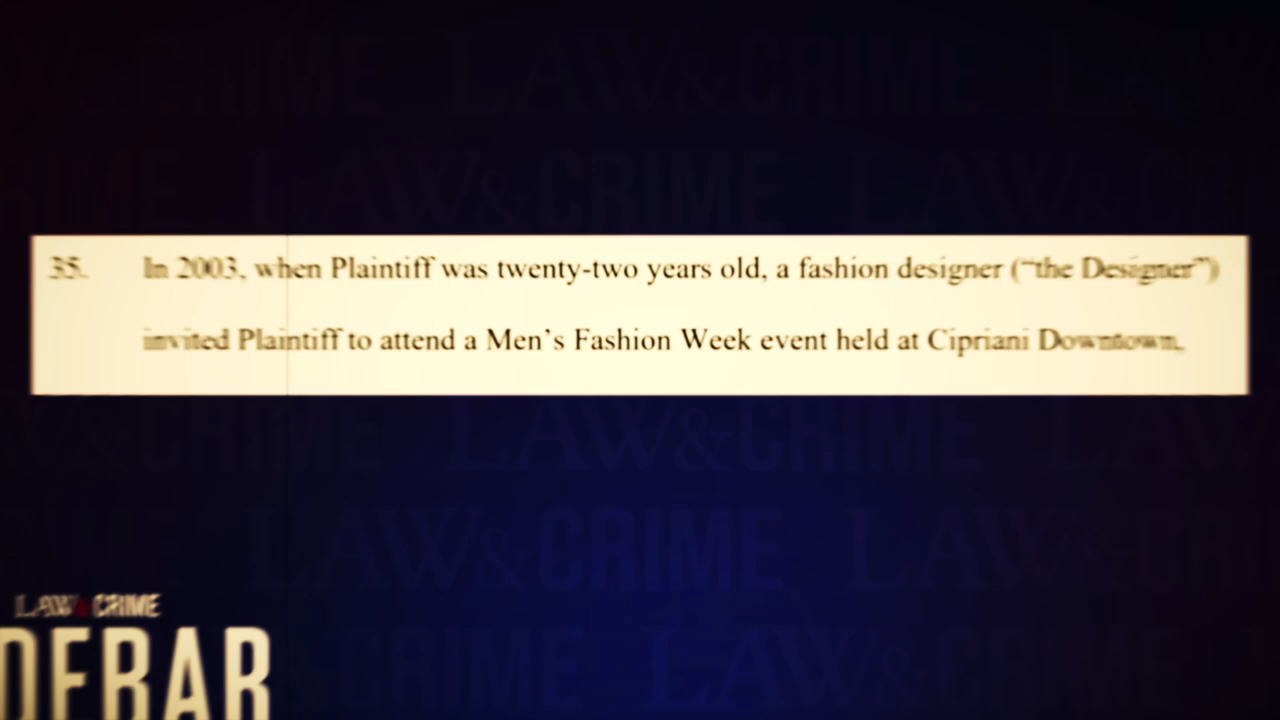 35. In 2003, when Plaintiff was twenty-two years old, a fashion designer (“the Designer”)
invited Plaintiff to attend a Men’s Fashion Week event held at Cipriani Downtown,
LAW&CRIME
DEBAR